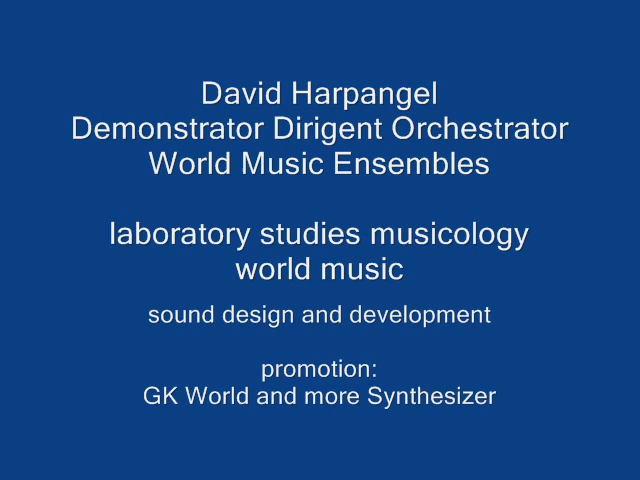 David Harpangel
Demonstrator Dirigent Orchestrator
World Music Ensembles
laboratory studies musicology
world music
sound design and development
promotion:
GK World and more Synthesizer